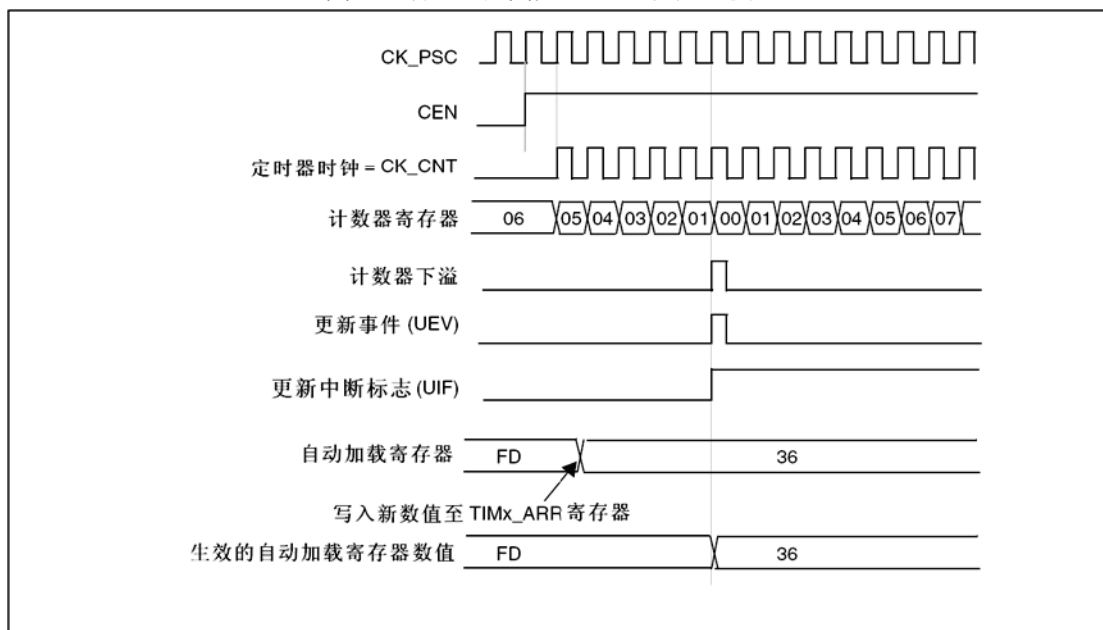 CK_PSC
CEN
定时器时钟 = CK_CNT
计数器寄存器 06 05 04 03 02 01 00 01 02 03 04 05 06 07
计数器下溢
更新事件 (UEV)
更新中断标志 (UIF)
自动加载寄存器 FD 36
写入新数值至 TIMx_ARR 寄存器
生效的自动加载寄存器数值 FD 36